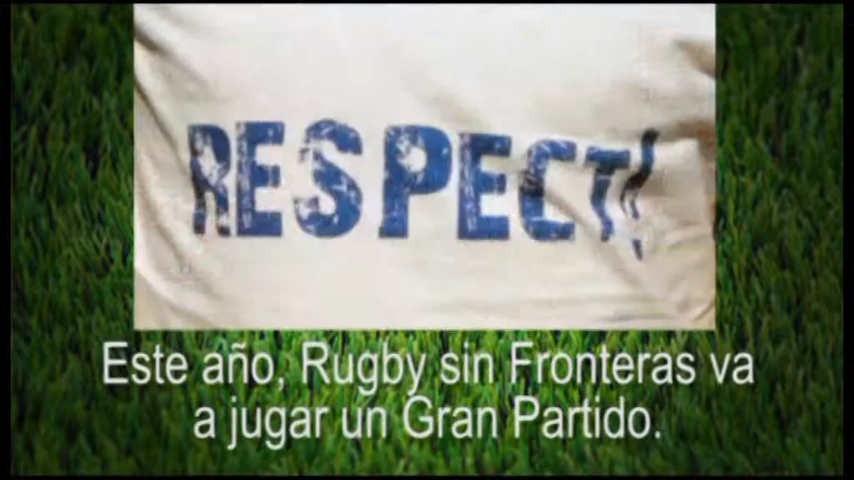 RESPECT
Este año, Rugby sin Fronteras va
a jugar un Gran Partido.